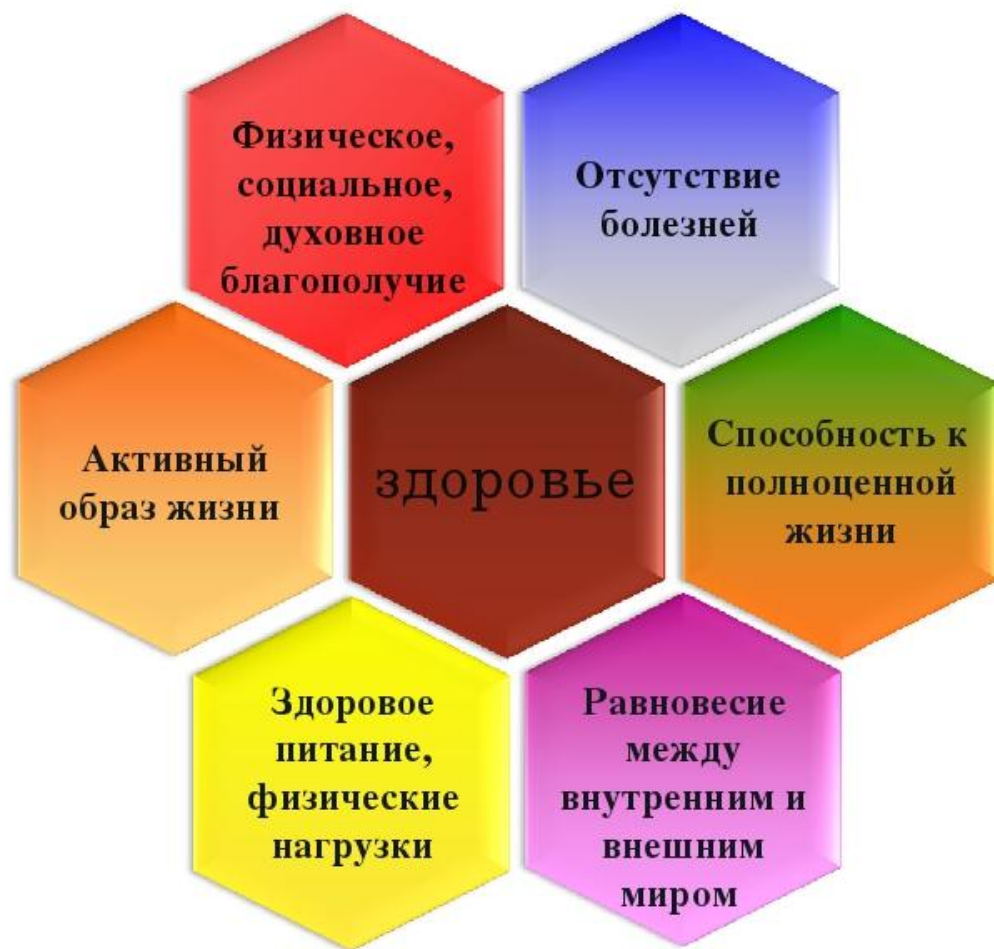 Физическое,
социальное,
духовное
благополучие
Отсутствие
болезней
Активный
образ жизни
здоровье
Способность к
полноценной
жизни
Здоровое
питание,
физические
нагрузки
Равновесие
между
внутренним и
внешним
миром